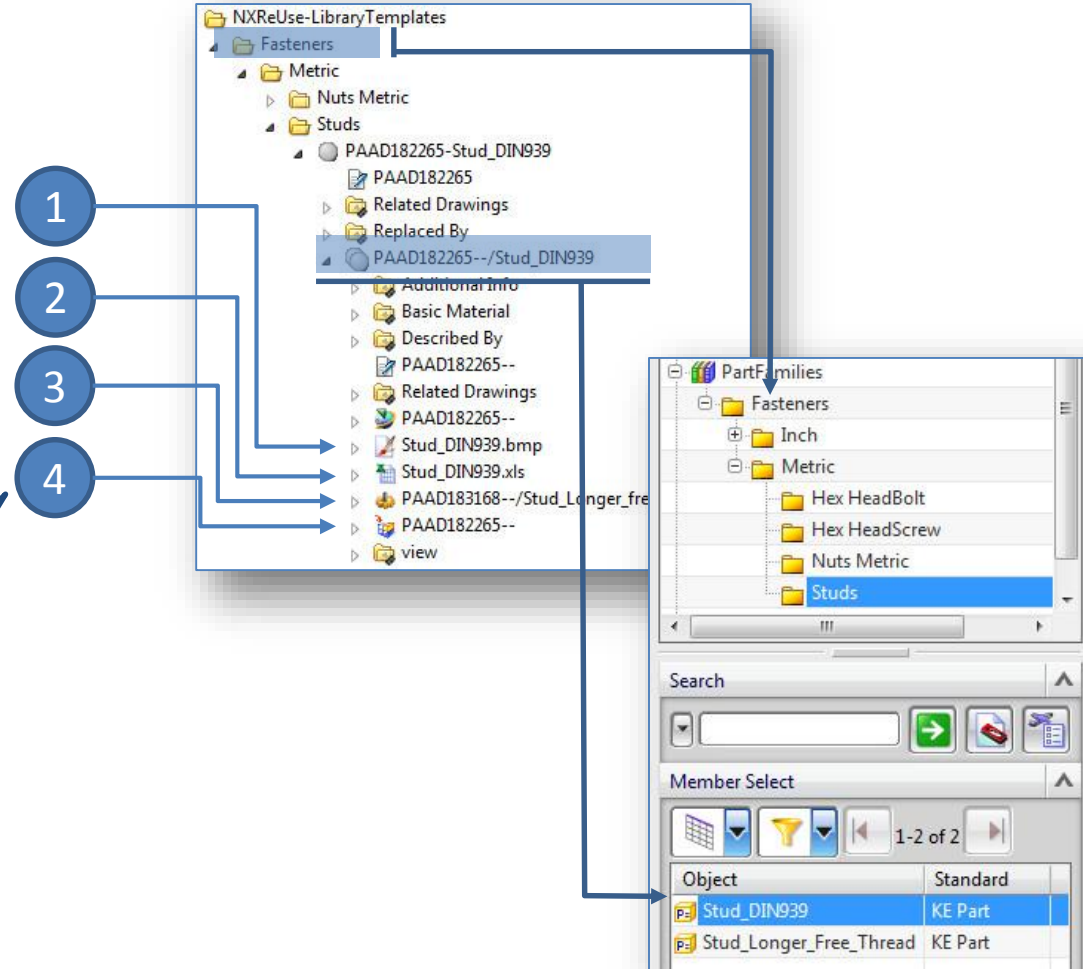 NXReUse-LibraryTemplates
Fasteners
Metric
Nuts Metric
Studs
PAAD182265-Stud_DIN939
PAAD182265
Related Drawings
Replaced By
PAAD182265--/Stud_DIN939
Additional Info
Basic Material
Described By
PAAD182265--
Related Drawings
PAAD182265--
Stud_DIN939.bmp
Stud_DIN939.xls
PAAD183168--/Stud_Longer_fre
PAAD182265--
view
1
2
3
4
PartFamilies
Fasteners
Inch
Metric
Hex HeadBolt
Hex HeadScrew
Nuts Metric
Studs
Search
Member Select
1-2 of 2
Object Standard
Stud_DIN939 KE Part
Stud_Longer_Free_Thread KE Part